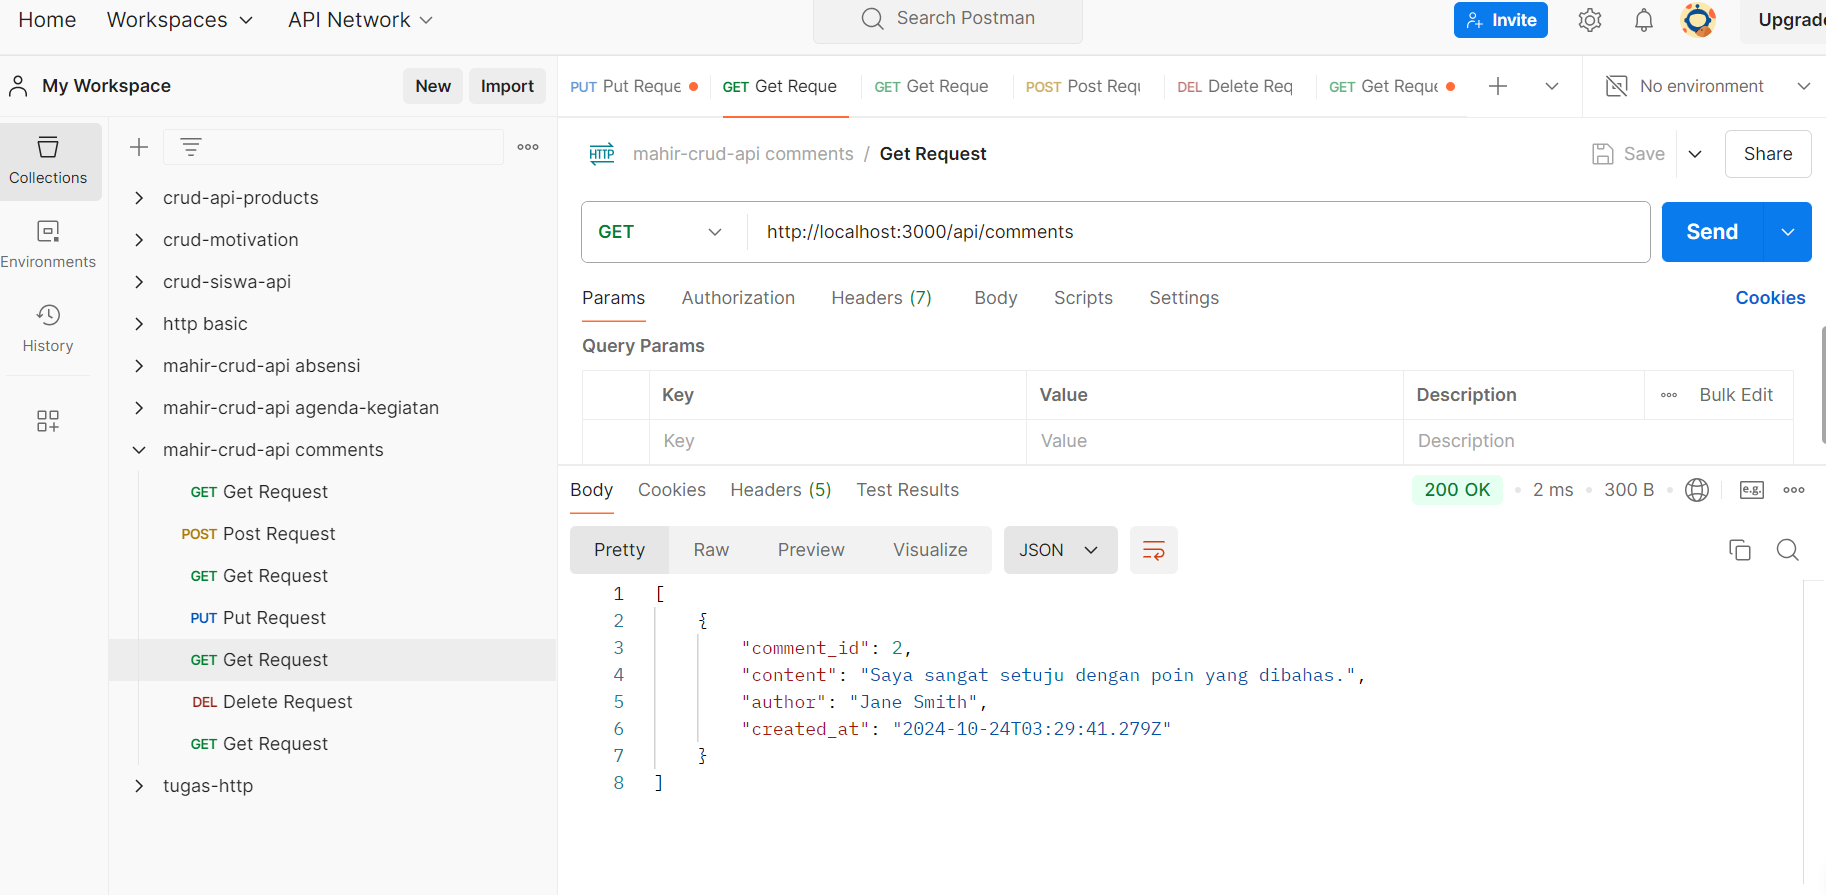 Home Workspaces API Network Search Postman Invite Upgrade
My Workspace New Import
PUT Put Reque GET Get Reque GET Get Reque POST Post Requ DEL Delete Req GET Get Reque No environment
HTTP mahir-crud-api comments / Get Request Save Share
GET http://localhost:3000/api/comments Send
Params Authorization Headers (7) Body Scripts Settings Cookies
Query Params
Key Value Description Bulk Edit
Key Value Description
Collections
Environments
History
crud-api-products
crud-motivation
crud-siswa-api
http basic
mahir-crud-api absensi
mahir-crud-api agenda-kegiatan
mahir-crud-api comments
GET Get Request
POST Post Request
GET Get Request
PUT Put Request
GET Get Request
DEL Delete Request
GET Get Request
tugas-http
Body Cookies Headers (5) Test Results 200 OK 2 ms 300 B e.g.
Pretty Raw Preview Visualize JSON
1 [
2 {
3 "comment_id": 2,
4 "content": "Saya sangat setuju dengan poin yang dibahas.",
5 "author": "Jane Smith",
6 "created_at": "2024-10-24T03:29:41.279Z"
7 }
8 ]